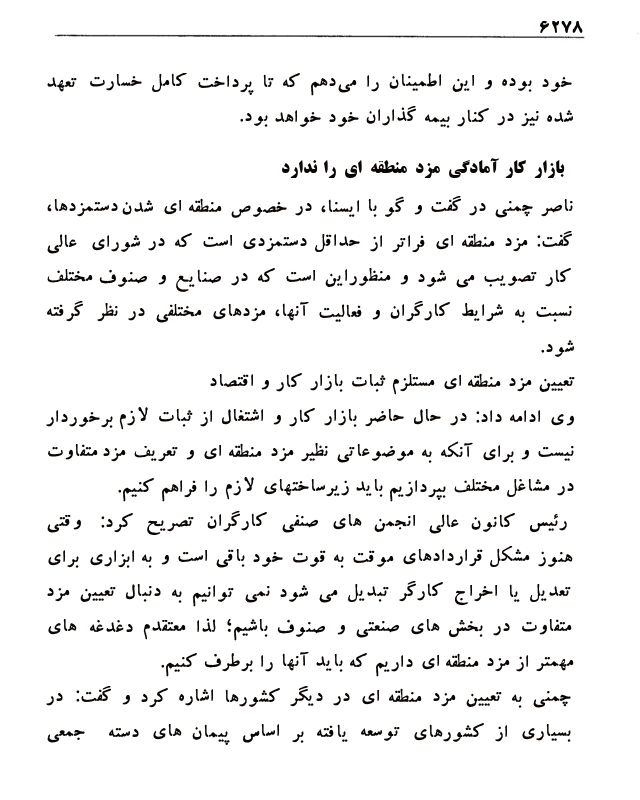 ۶۲۷۸
خود بوده و این اطمینان را می‌دهم که تا پرداخت کامل خسارت تعهد
شده نیز در کنار بیمه گذاران خود خواهد بود.
بازار کار آمادگی مزد منطقه ای را ندارد
ناصر چمنی در گفت و گو با ایسنا، در خصوص منطقه ای شدن دستمزدها،
گفت: مزد منطقه ای فراتر از حداقل دستمزدی است که در شورای عالی
کار تصویب می شود و منظوراین است که در صنایع و صنوف مختلف
نسبت به شرایط کارگران و فعالیت آنها، مزدهای مختلفی در نظر گرفته
شود.
تعیین مزد منطقه ای مستلزم ثبات بازار کار و اقتصاد
وی ادامه داد: در حال حاضر بازار کار و اشتغال از ثبات لازم برخوردار
نیست و برای آنکه به موضوعاتی نظیر مزد منطقه ای و تعریف مزد متفاوت
در مشاغل مختلف بپردازیم باید زیرساختهای لازم را فراهم کنیم.
رئیس کانون عالی انجمن های صنفی کارگران تصریح کرد: وقتی
هنوز مشکل قراردادهای موقت به قوت خود باقی است و به ابزاری برای
تعدیل یا اخراج کارگر تبدیل می شود نمی توانیم به دنبال تعیین مزد
متفاوت در بخش های صنعتی و صنوف باشیم؛ لذا معتقدم دغدغه های
مهمتر از مزد منطقه ای داریم که باید آنها را برطرف کنیم.
چمنی به تعیین مزد منطقه ای در دیگر کشورها اشاره کرد و گفت: در
بسیاری از کشورهای توسعه یافته بر اساس پیمان های دسته جمعی